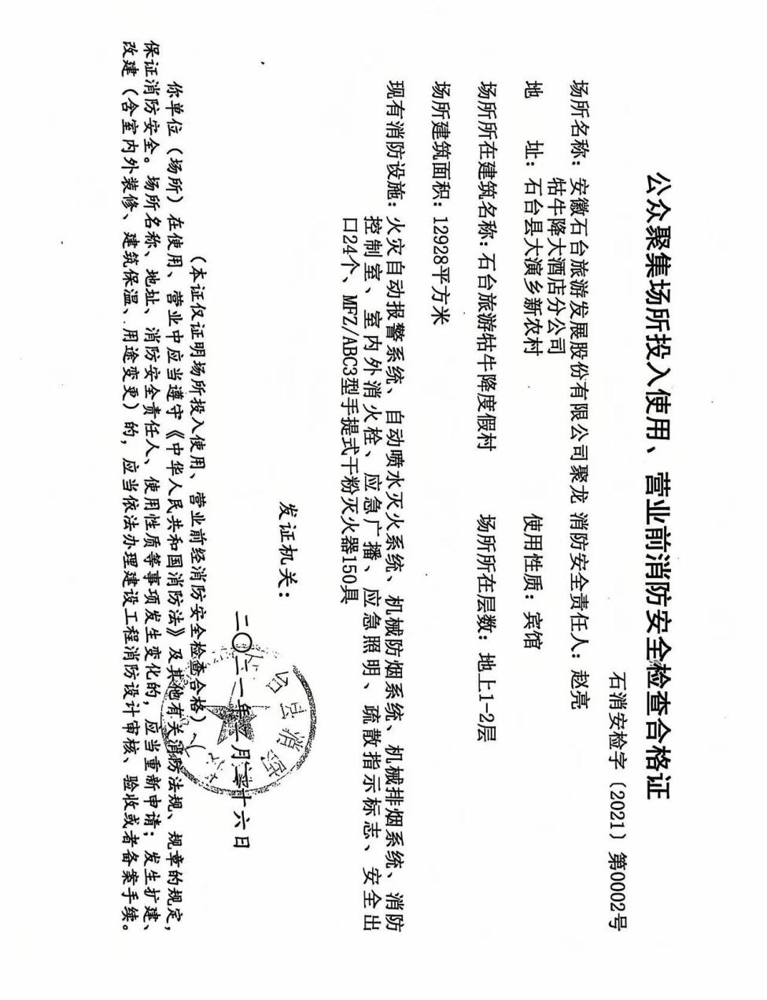 公众聚集场所投入使用、营业前消防安全检查合格证
石消安检字〔2021〕第0002号
场所名称：安徽石台旅游发展股份有限公司聚龙 消防安全责任人：赵亮
牯牛降大酒店分公司
地 址：石台县大演乡新农村 使用性质：宾馆
场所所在建筑名称：石台旅游牯牛降度假村 场所所在层数：地上1-2层
场所建筑面积：12928平方米
现有消防设施：火灾自动报警系统、自动喷水灭火系统、机械防烟系统、机械排烟系统、消防
控制室、室内外消火栓、应急广播、应急照明、疏散指示标志、安全出
口24个、MFZ/ABC3型手提式干粉灭火器150具
发证机关：
二〇二一年 月二十六日
（本证仅证明场所投入使用、营业前经消防安全检查合格）
你单位（场所）在使用、营业中应当遵守《中华人民共和国消防法》及其他有关消防法规、规章的规定，
保证消防安全。场所名称、地址、消防安全责任人、使用性质等事项发生变化的，应当重新申请；发生扩建、
改建（含室内外装修、建筑保温、用途变更）的，应当依法办理建设工程消防设计审核、验收或者备案手续。